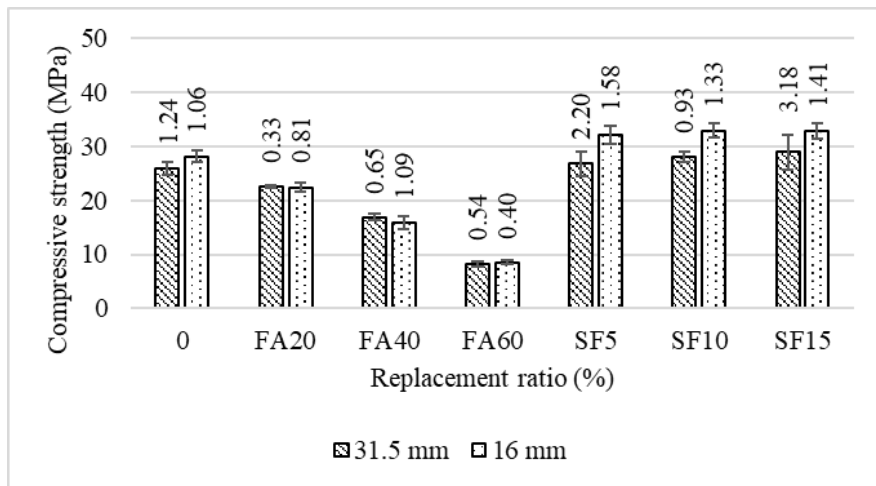 Compressive strength (MPa)
50
40
30
20
10
0
1.24 1.06 0.33 0.81 0.65 1.09 0.54 0.40 2.20 1.58 0.93 1.33 3.18 1.41
0 FA20 FA40 FA60 SF5 SF10 SF15
Replacement ratio (%)
31.5 mm 16 mm